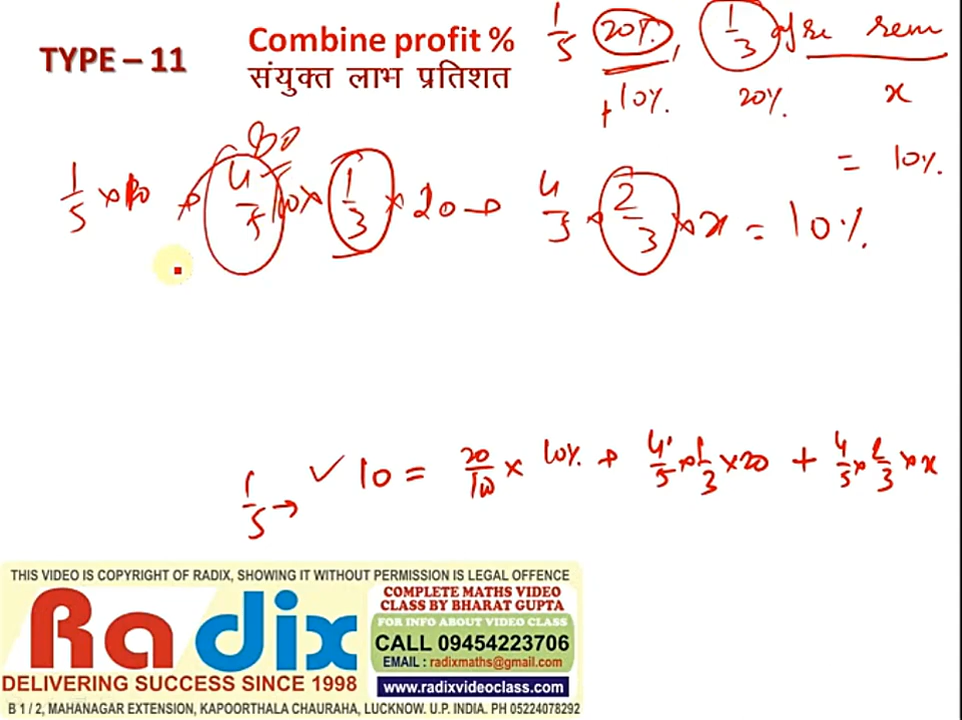 TYPE – 11
Combine profit %
संयुक्त लाभ प्रतिशत
1/5 20%, 1/3 of the rem
+10% 20% x
= 10%
80
1/5 × 10 + 4/5 × 1/3 × 20 + 4/5 × 2/3 × x = 10%
1/5 → ✓ 10 = 20/100 × 10% + 4/5 × 1/3 × 20 + 4/5 × 2/3 × x
THIS VIDEO IS COPYRIGHT OF RADIX, SHOWING IT WITHOUT PERMISSION IS LEGAL OFFENCE
Radix
DELIVERING SUCCESS SINCE 1998
COMPLETE MATHS VIDEO
CLASS BY BHARAT GUPTA
FOR INFO ABOUT VIDEO CLASS
CALL 09454223706
EMAIL : radixmaths@gmail.com
www.radixvideoclass.com
B 1 / 2, MAHANAGAR EXTENSION, KAPOORTHALA CHAURAHA, LUCKNOW. U.P. INDIA. PH 05224078292